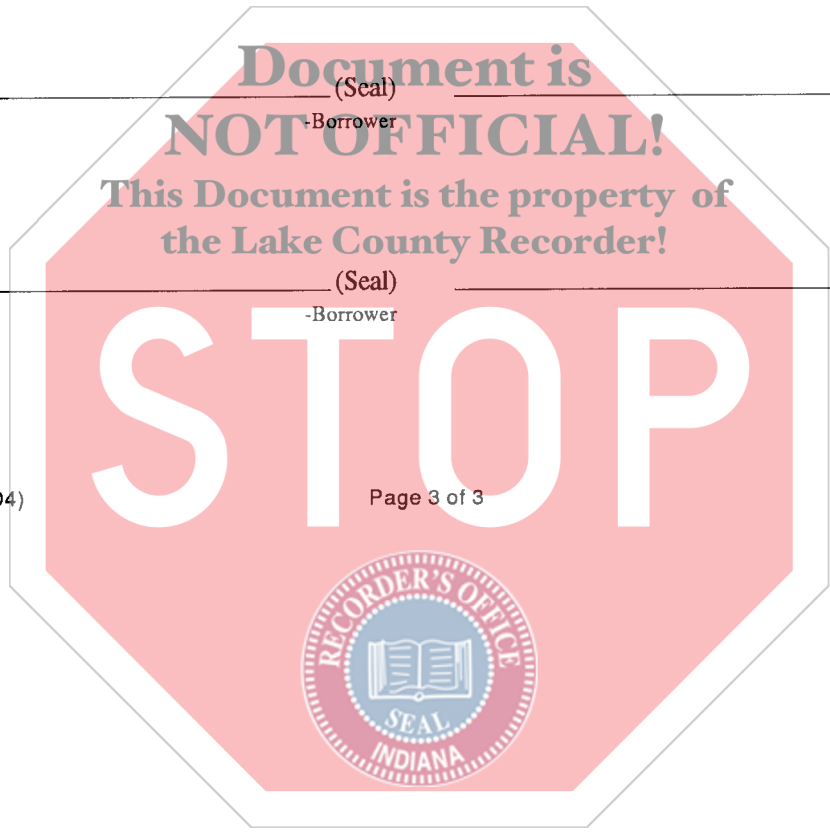 Document is
(Seal)
-Borrower
NOT OFFICIAL!
This Document is the property of
the Lake County Recorder!
(Seal)
-Borrower
STOP
04)
Page 3 of 3
RECORDER'S OFFICE
SEAL
INDIANA